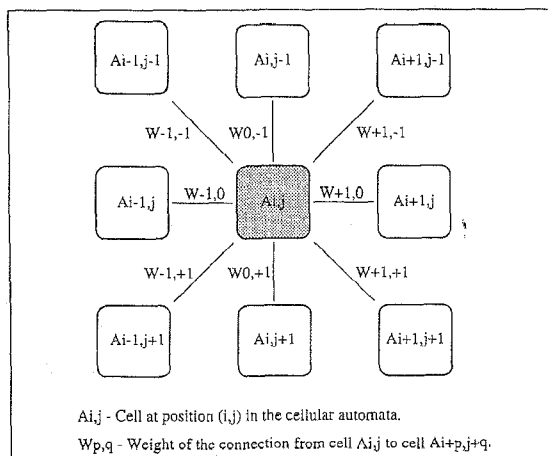 Ai-1,j-1 Ai,j-1 Ai+1,j-1
W-1,-1 W0,-1 W+1,-1
Ai-1,j W-1,0 Ai,j W+1,0 Ai+1,j
W-1,+1 W0,+1 W+1,+1
Ai-1,j+1 Ai,j+1 Ai+1,j+1
Ai,j - Cell at position (i,j) in the cellular automata.
Wp,q - Weight of the connection from cell Ai,j to cell Ai+p,j+q.